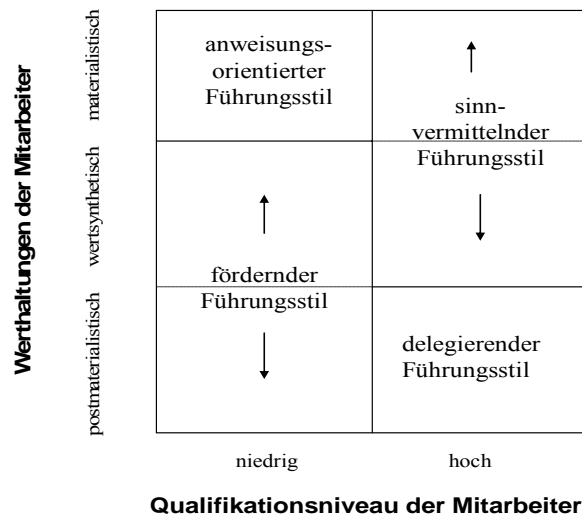 Werthaltungen der Mitarbeiter
materialistisch
wertsynthetisch
postmaterialistisch
anweisungs-
orientierter
Führungsstil
sinn-
vermittelnder
Führungsstil
fördernder
Führungsstil
delegierender
Führungsstil
niedrig
hoch
Qualifikationsniveau der Mitarbeiter